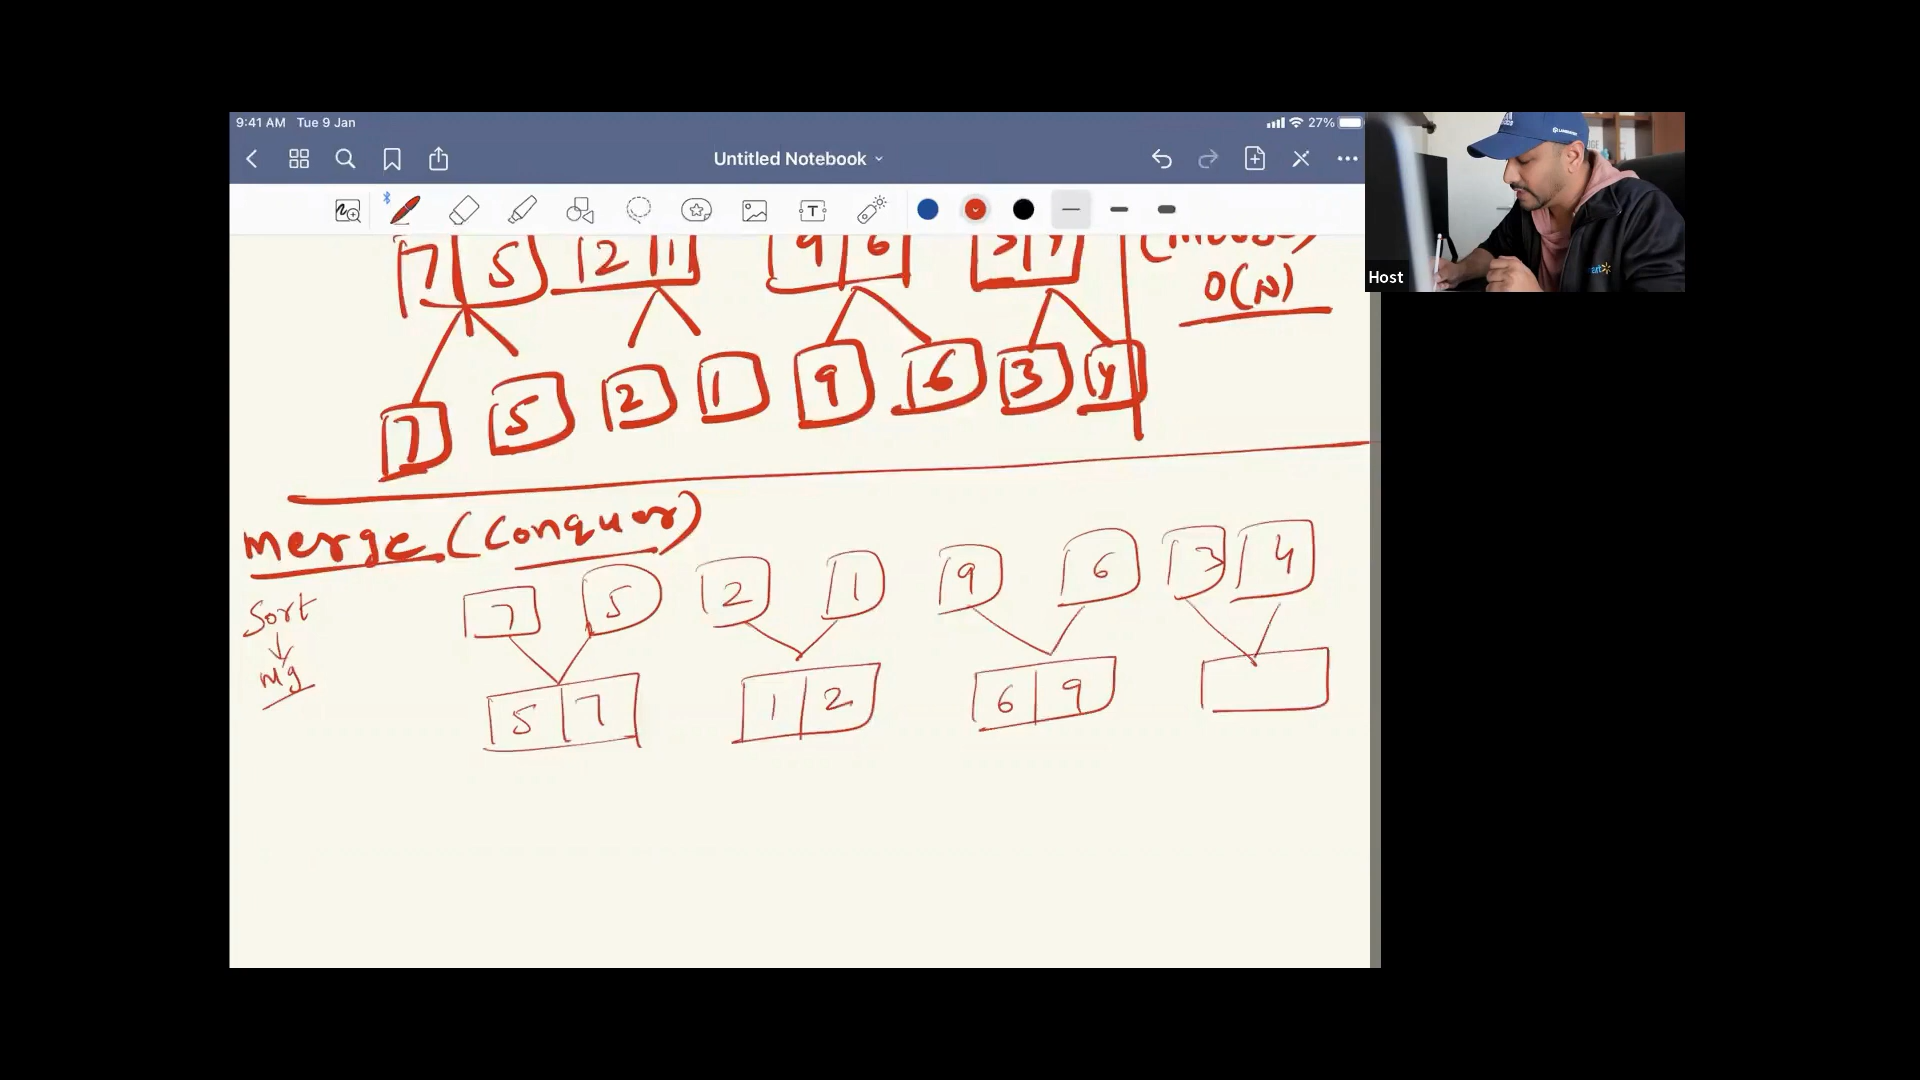 9:41 AM Tue 9 Jan
27%
Untitled Notebook
T
Host
7 5 2 1 9 6 3 4
O(N)
7 5 2 1 9 6 3 4
Merge (Conquer)
7 5 2 1 9 6 3 4
Sort
Mg
5 7 1 2 6 9